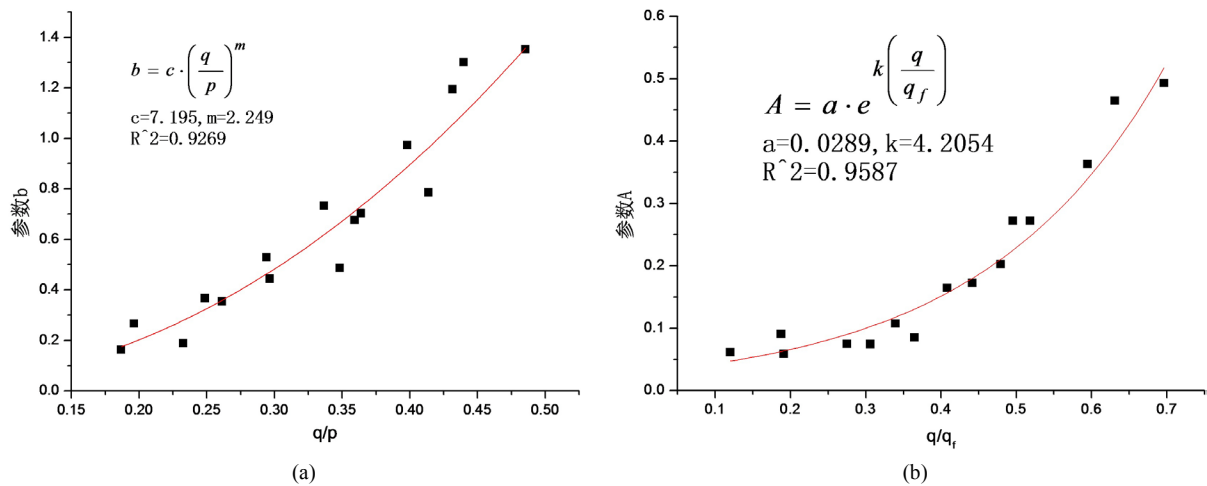 1.4
1.2
1.0
0.8
0.6
0.4
0.2
0.0
参数b
b = c · (q/p)^m
c=7.195, m=2.249
R^2=0.9269
0.15 0.20 0.25 0.30 0.35 0.40 0.45 0.50
q/p
(a)
0.6
0.5
0.4
0.3
0.2
0.1
0.0
参数A
A = a · e^k(q/q_f)
a=0.0289, k=4.2054
R^2=0.9587
0.1 0.2 0.3 0.4 0.5 0.6 0.7
q/q_f
(b)